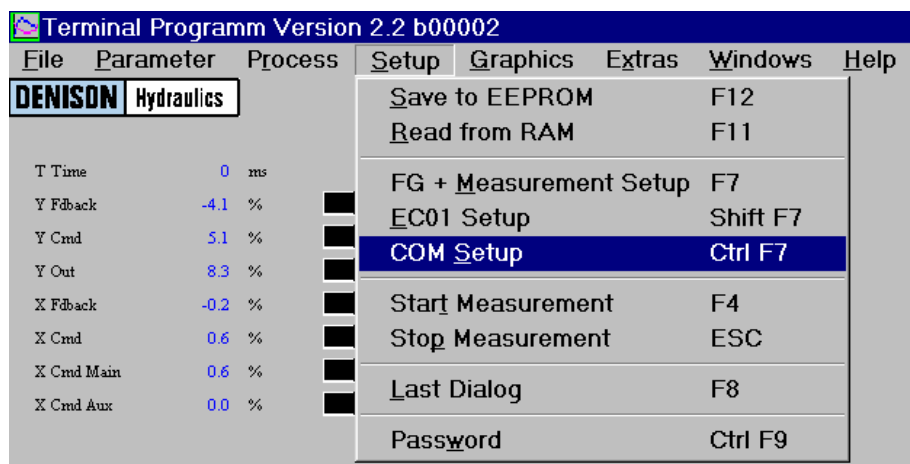 Terminal Programm Version 2.2 b00002
File Parameter Process Setup Graphics Extras Windows Help
DENISON Hydraulics
T Time 0 ms
Y Fdback -4.1 %
Y Cmd 5.1 %
Y Out 8.3 %
X Fdback -0.2 %
X Cmd 0.6 %
X Cmd Main 0.6 %
X Cmd Aux 0.0 %
Save to EEPROM F12
Read from RAM F11
FG + Measurement Setup F7
EC01 Setup Shift F7
COM Setup Ctrl F7
Start Measurement F4
Stop Measurement ESC
Last Dialog F8
Password Ctrl F9